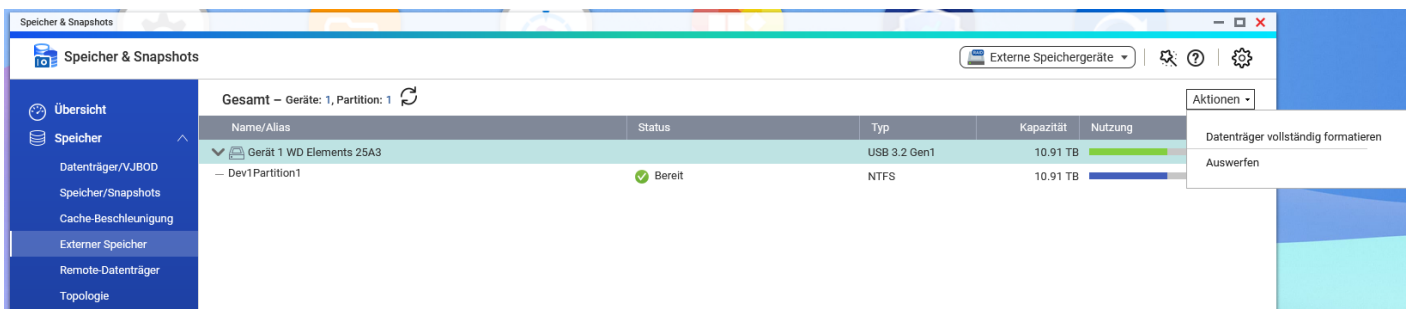 Speicher & Snapshots
Speicher & Snapshots
Externe Speichergeräte
Übersicht
Speicher
Datenträger/VJBOD
Speicher/Snapshots
Cache-Beschleunigung
Externer Speicher
Remote-Datenträger
Topologie
Gesamt – Geräte: 1, Partition: 1
Aktionen
Datenträger vollständig formatieren
Auswerfen
Name/Alias Status Typ Kapazität Nutzung
Gerät 1 WD Elements 25A3 USB 3.2 Gen1 10.91 TB
Dev1Partition1 Bereit NTFS 10.91 TB